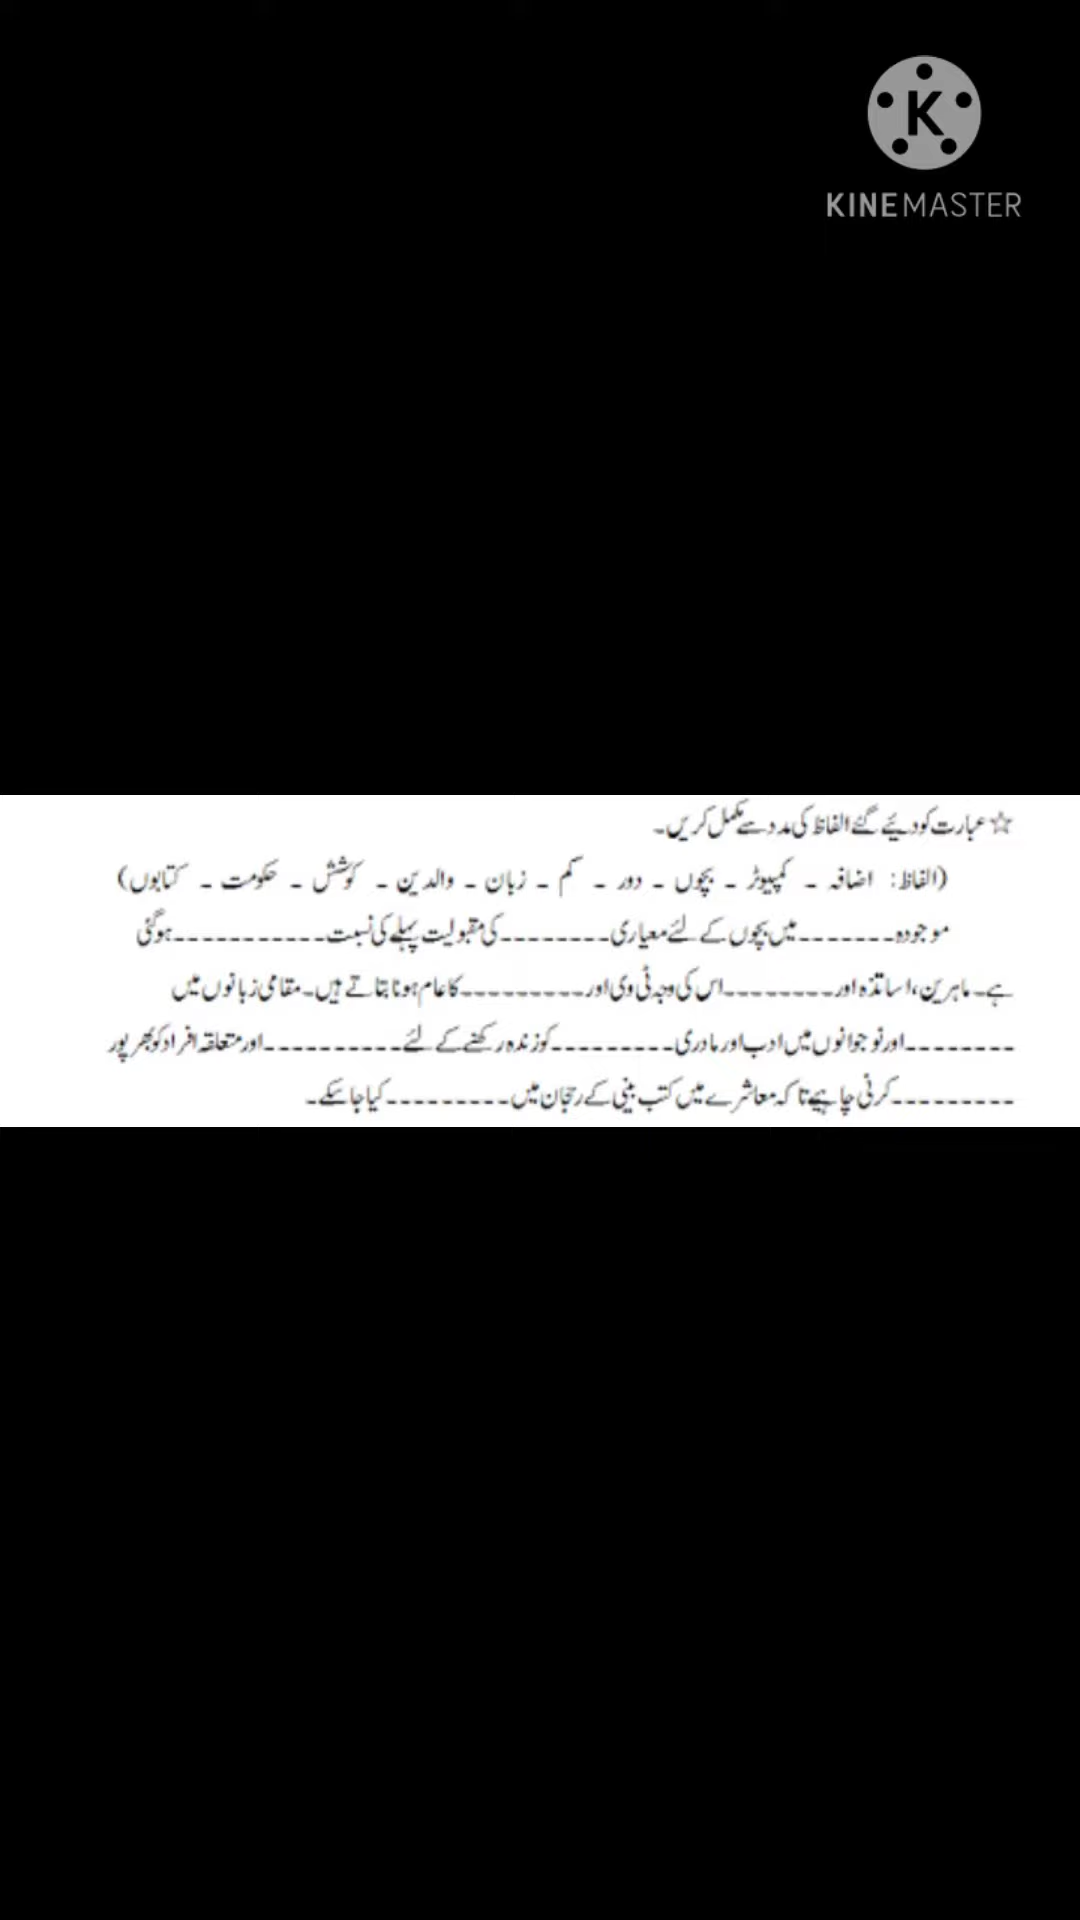 K
KINEMASTER
☆ عبارت کو دیئے گئے الفاظ کی مدد سے مکمل کریں۔
(الفاظ: اضافہ ۔ کمپیوٹر ۔ بچوں ۔ دور ۔ کم ۔ زبان ۔ والدین ۔ کوشش ۔ حکومت ۔ کتابوں)
موجودہ-------میں بچوں کے لئے معیاری--------کی مقبولیت پہلے کی نسبت-----------ہوگئی
ہے۔ ماہرین، اساتذہ اور--------اس کی وجہ ٹی وی اور---------کا عام ہونا بتاتے ہیں۔ مقامی زبانوں میں
--------اور نوجوانوں میں ادب اور مادری---------کو زندہ رکھنے کے لئے----------اور متعلقہ افراد کو بھرپور
---------کرنی چاہیے تاکہ معاشرے میں کتب بینی کے رحجان میں---------کیا جاسکے۔